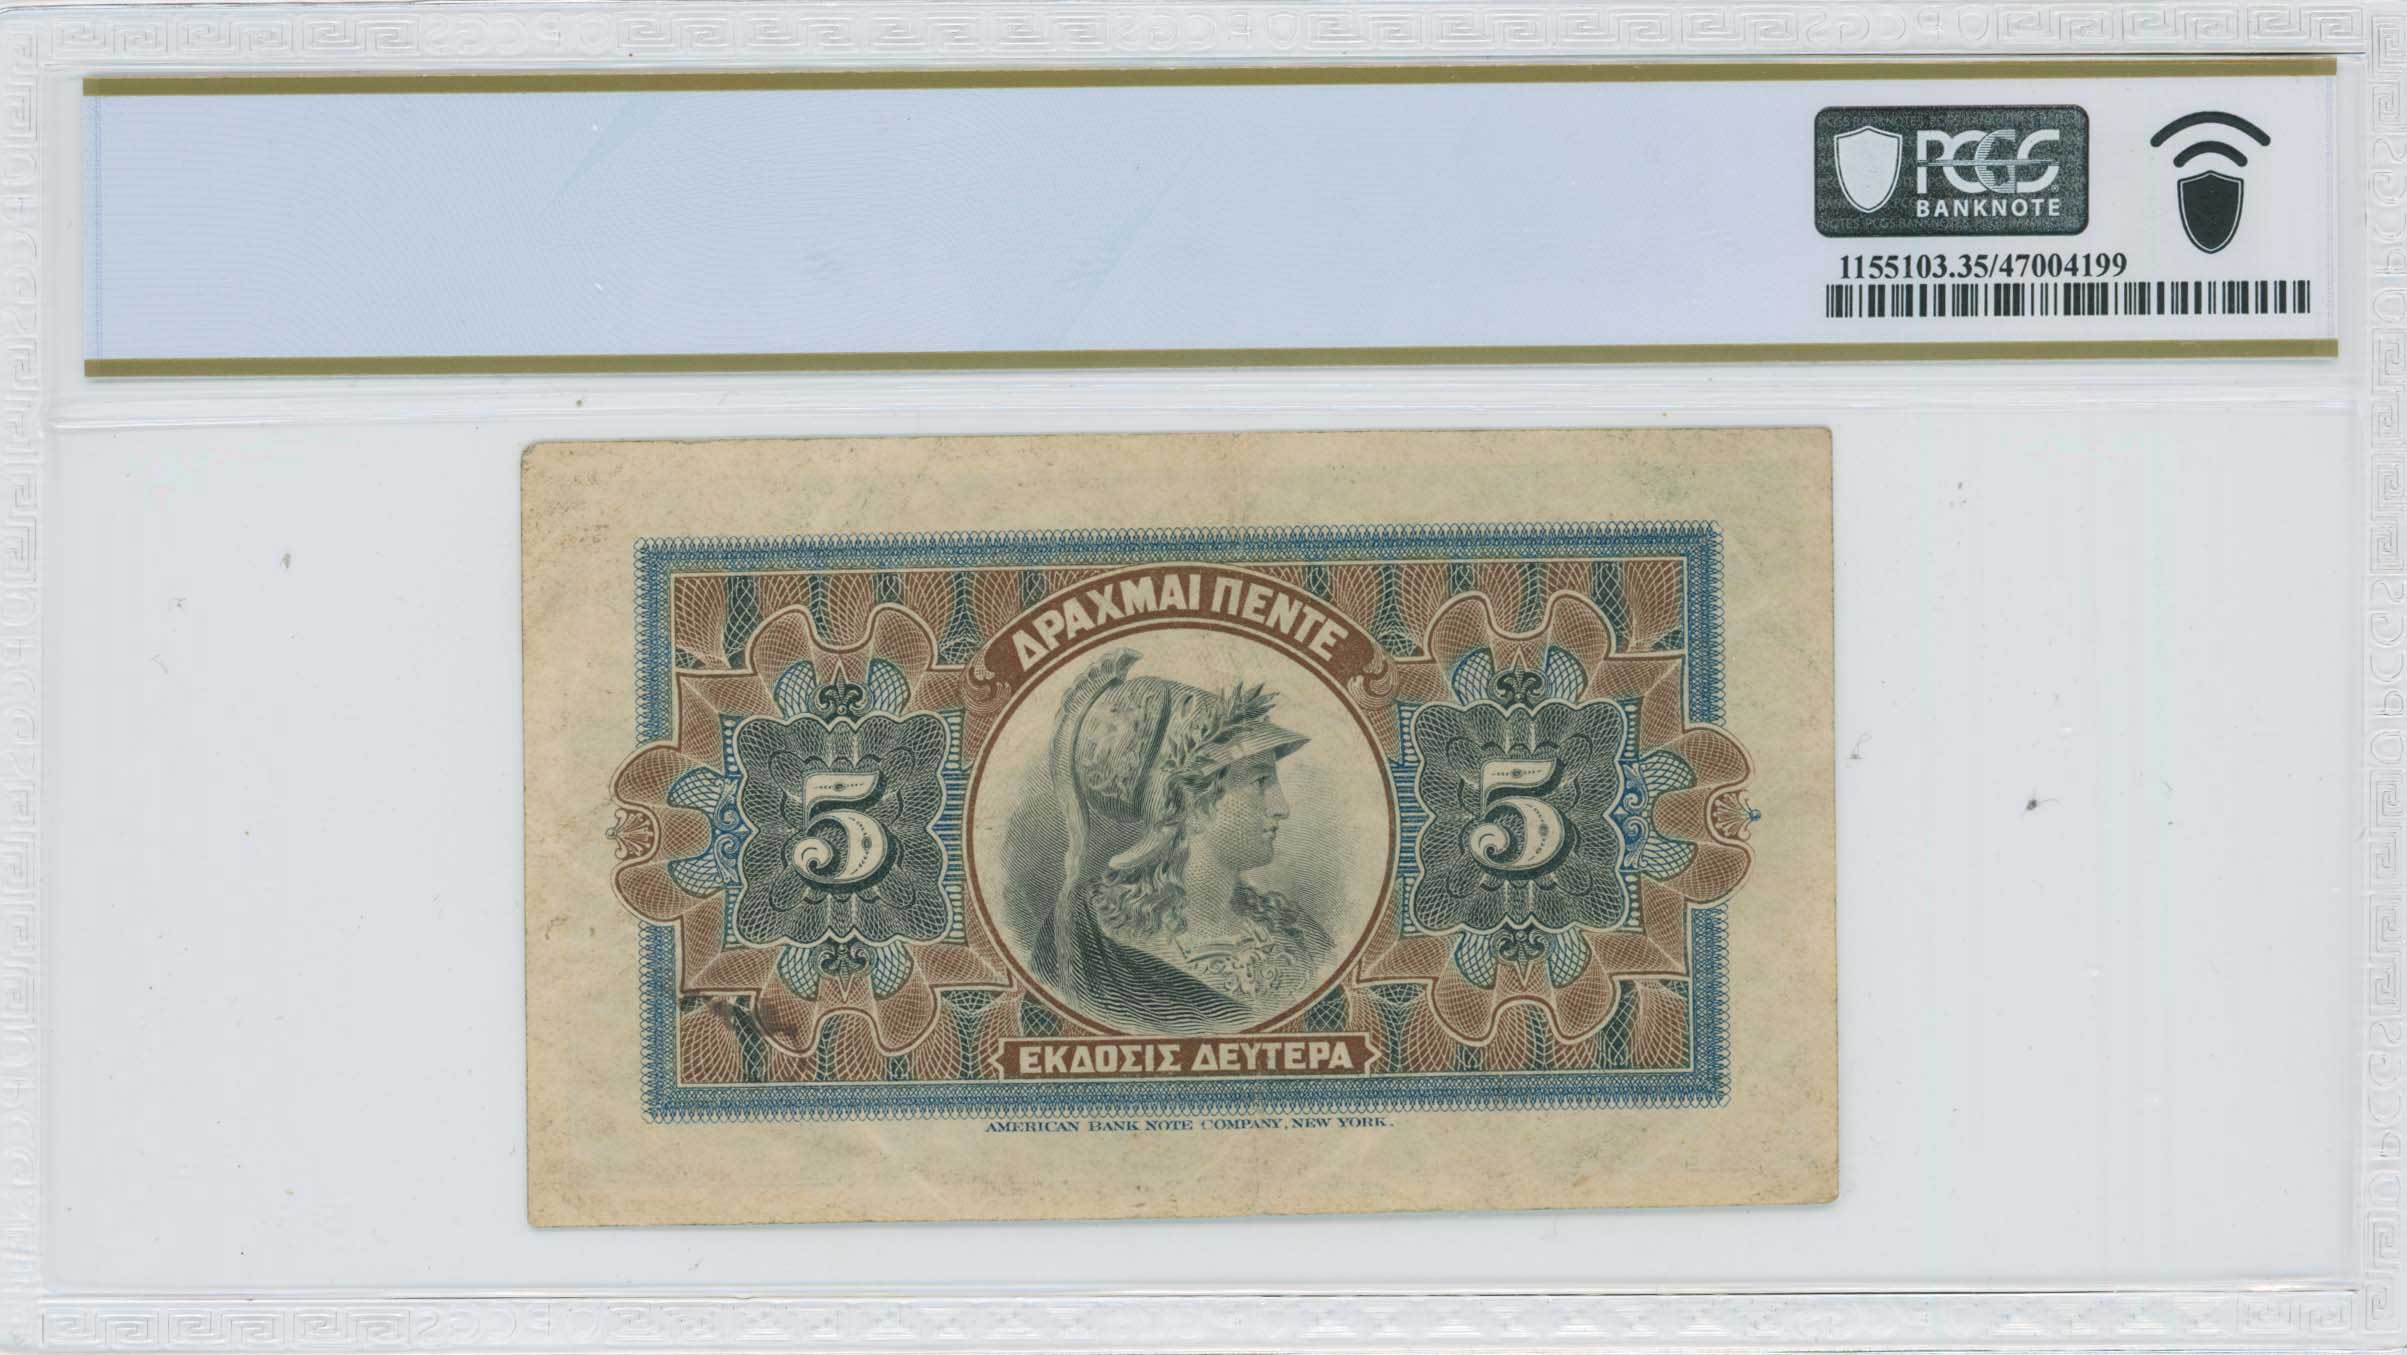 PCGS
BANKNOTE
1155103.35/47004199
ΔΡΑΧΜΑΙ ΠΕΝΤΕ
5 5
ΕΚΔΟΣΙΣ ΔΕΥΤΕΡΑ
AMERICAN BANK NOTE COMPANY, NEW YORK.